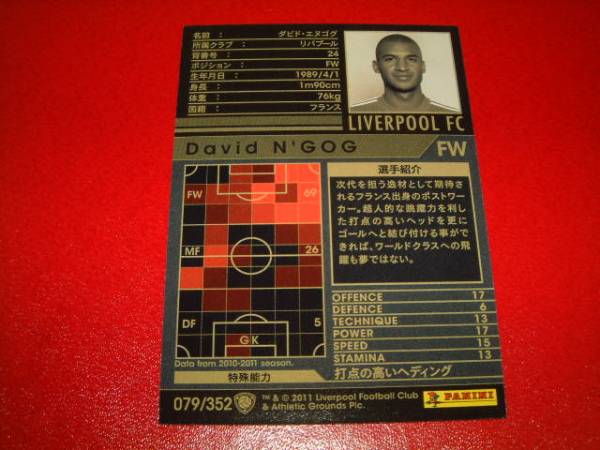 名前 : ダビド・エヌゴグ
所属クラブ : リバプール
背番号 : 24
ポジション : FW
生年月日 : 1989/4/1
身長 : 1m90cm
体重 : 76kg
国籍 : フランス
LIVERPOOL FC
David N'GOG
FW
FW 69
MF 26
DF 5
GK
Data from 2010-2011 season.
選手紹介
次代を担う逸材として期待さ
れるフランス出身のポストワー
カー。超人的な跳躍力を利し
た打点の高いヘッドを更に
ゴールへと結び付ける事がで
きれば、ワールドクラスへの飛
躍も夢ではない。
OFFENCE 17
DEFENCE 6
TECHNIQUE 13
POWER 17
SPEED 15
STAMINA 13
特殊能力
打点の高いヘディング
079/352
™ & © 2011 Liverpool Football Club
& Athletic Grounds Plc.
PANINI